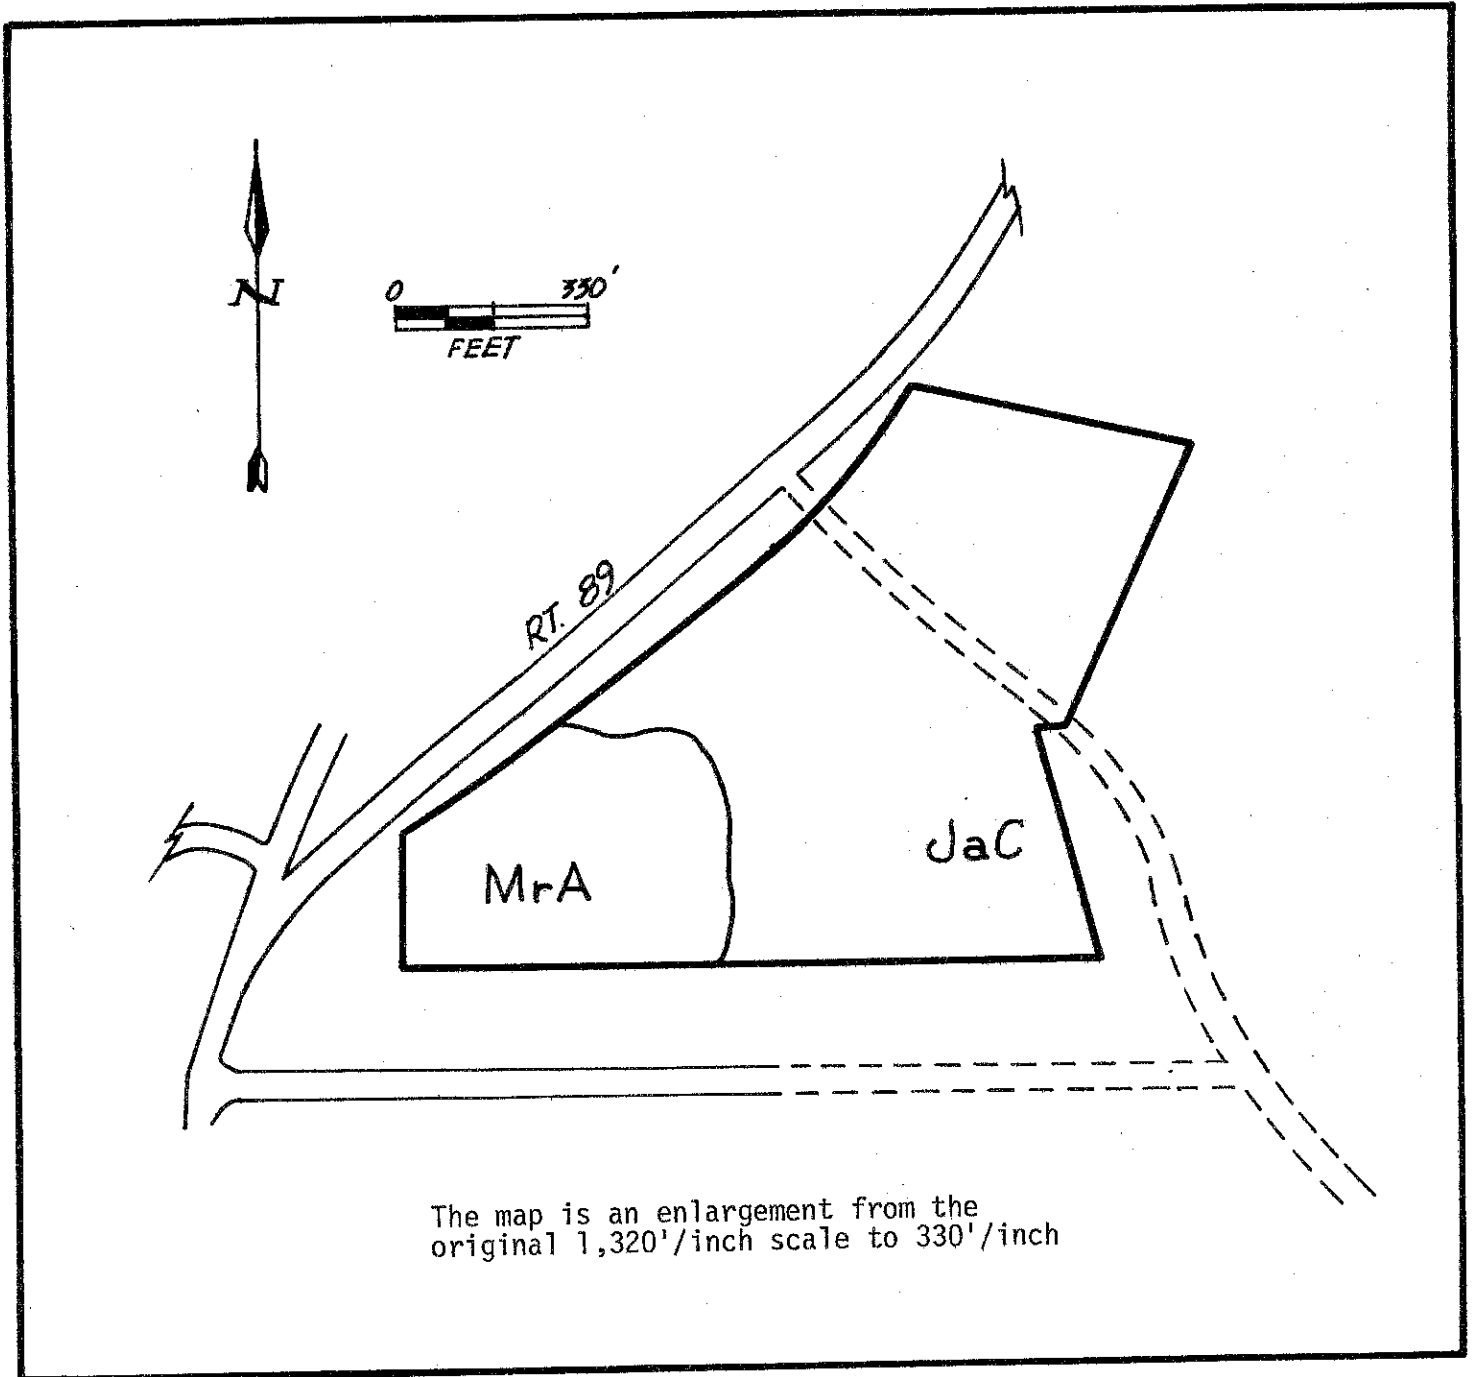 N
0 330'
FEET
RT. 89
MrA
JaC
The map is an enlargement from the
original 1,320'/inch scale to 330'/inch